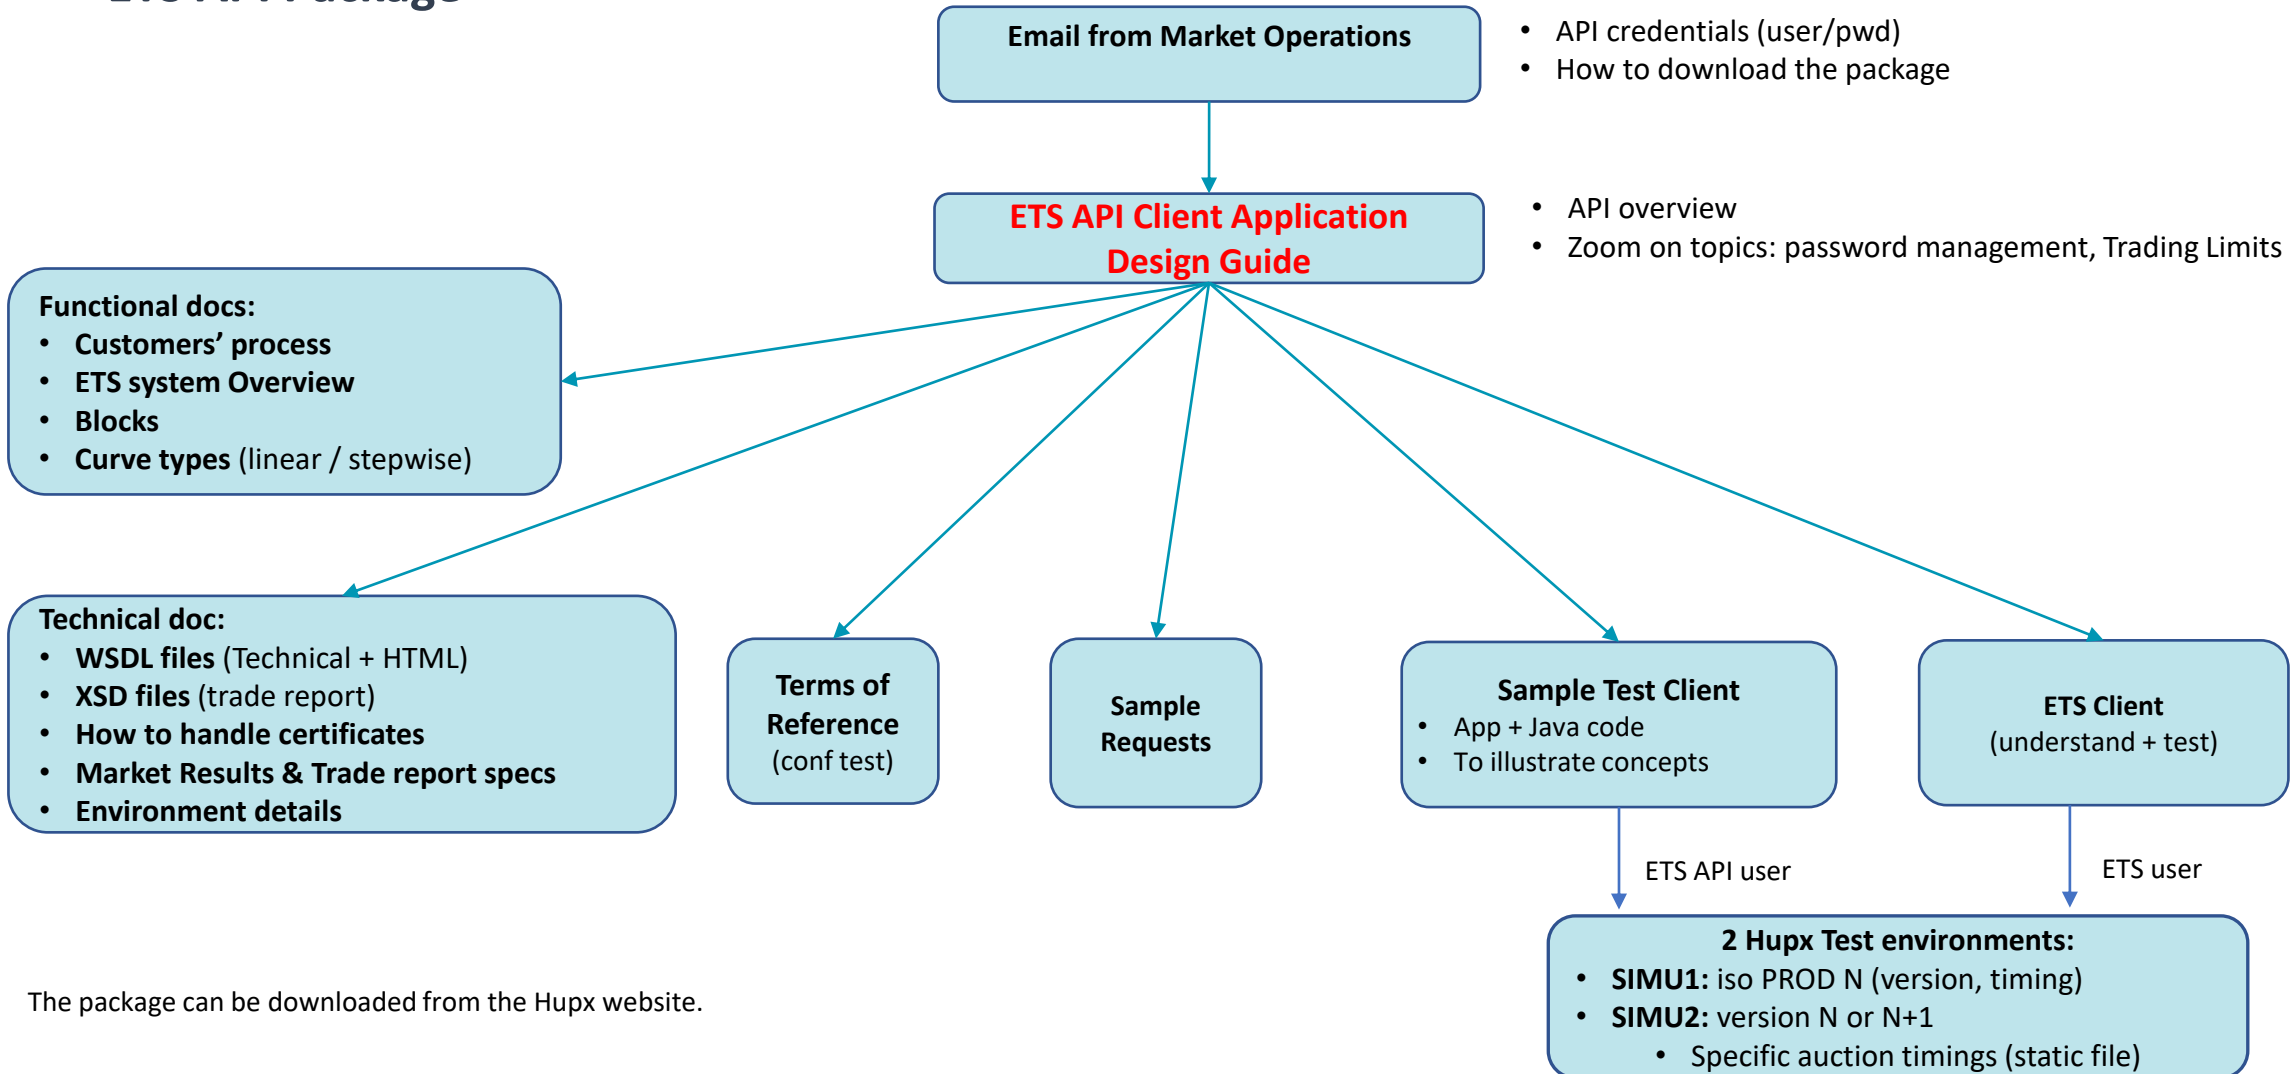 ETS API Package
Email from Market Operations
• API credentials (user/pwd)
• How to download the package
ETS API Client Application
Design Guide
• API overview
• Zoom on topics: password management, Trading Limits
Functional docs:
• Customers’ process
• ETS system Overview
• Blocks
• Curve types (linear / stepwise)
Technical doc:
• WSDL files (Technical + HTML)
• XSD files (trade report)
• How to handle certificates
• Market Results & Trade report specs
• Environment details
Terms of
Reference
(conf test)
Sample
Requests
Sample Test Client
• App + Java code
• To illustrate concepts
ETS Client
(understand + test)
ETS API user
ETS user
2 Hupx Test environments:
• SIMU1: iso PROD N (version, timing)
• SIMU2: version N or N+1
• Specific auction timings (static file)
The package can be downloaded from the Hupx website.